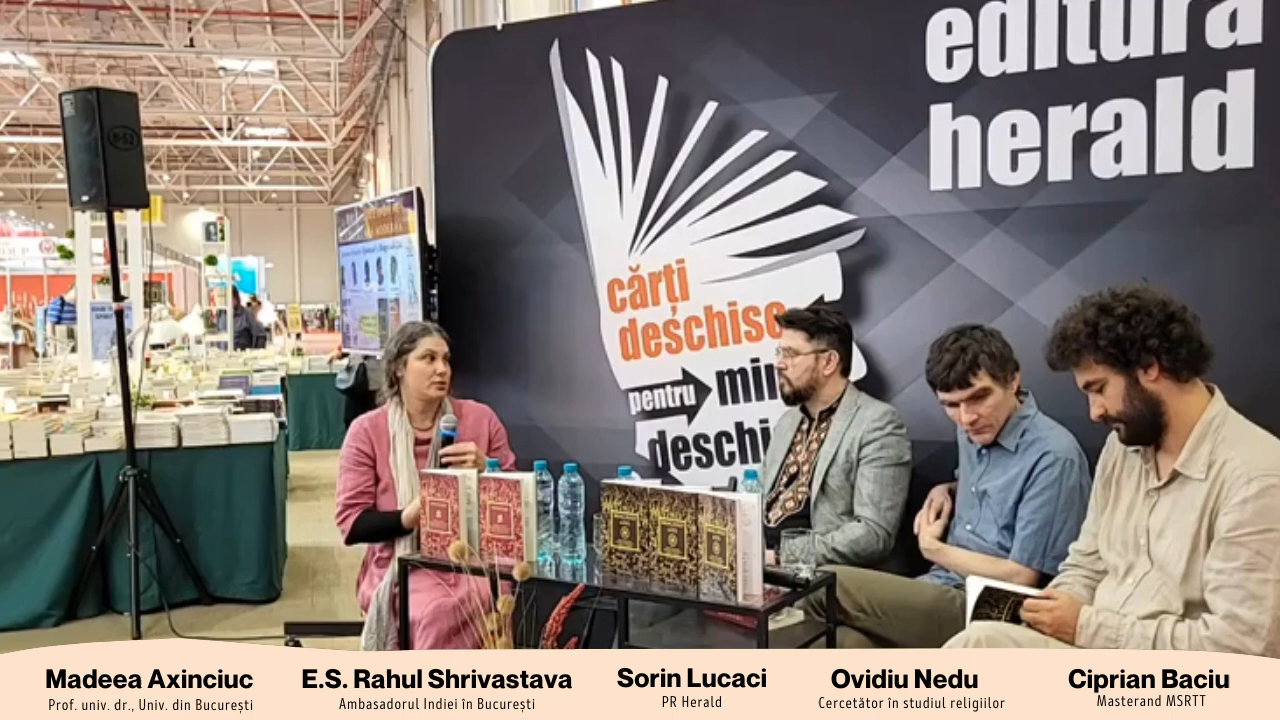 editura
herald
cărți
deschise
pentru
deschi
Madeea Axinciuc
Prof. univ. dr., Univ. din București
E.S. Rahul Shrivastava
Ambasadorul Indiei în București
Sorin Lucaci
PR Herald
Ovidiu Nedu
Cercetător în studiul religiilor
Ciprian Baciu
Masterand MSRTT